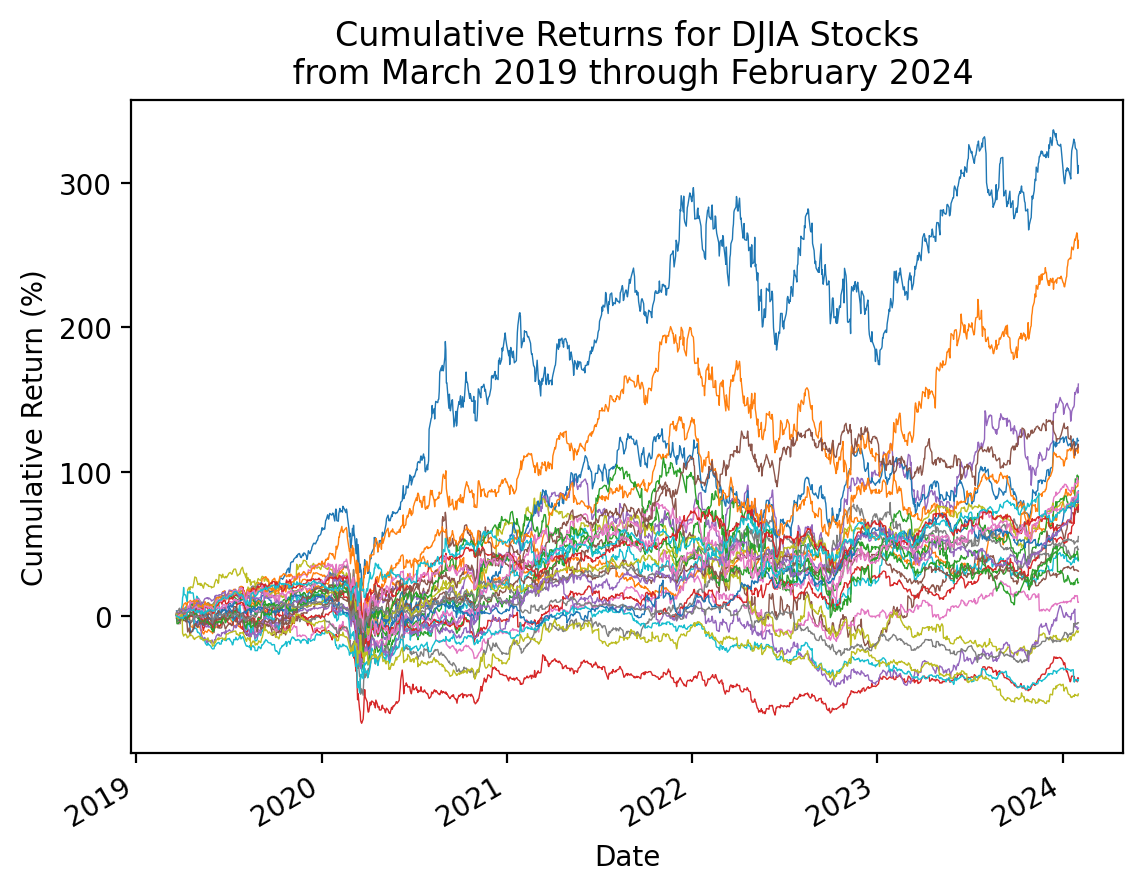 Cumulative Returns for DJIA Stocks
from March 2019 through February 2024
Cumulative Return (%)
300
200
100
0
2019
2020
2021
2022
2023
2024
Date